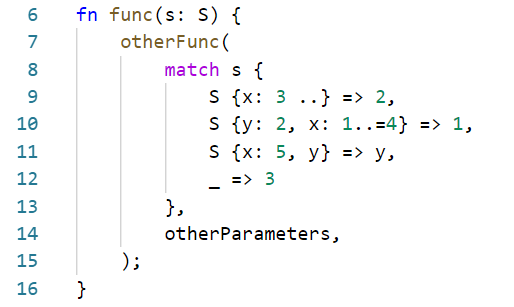 6 fn func(s: S) {
7     otherFunc(
8         match s {
9             S {x: 3 ..} => 2,
10             S {y: 2, x: 1..=4} => 1,
11             S {x: 5, y} => y,
12             _ => 3
13         },
14         otherParameters,
15     );
16 }